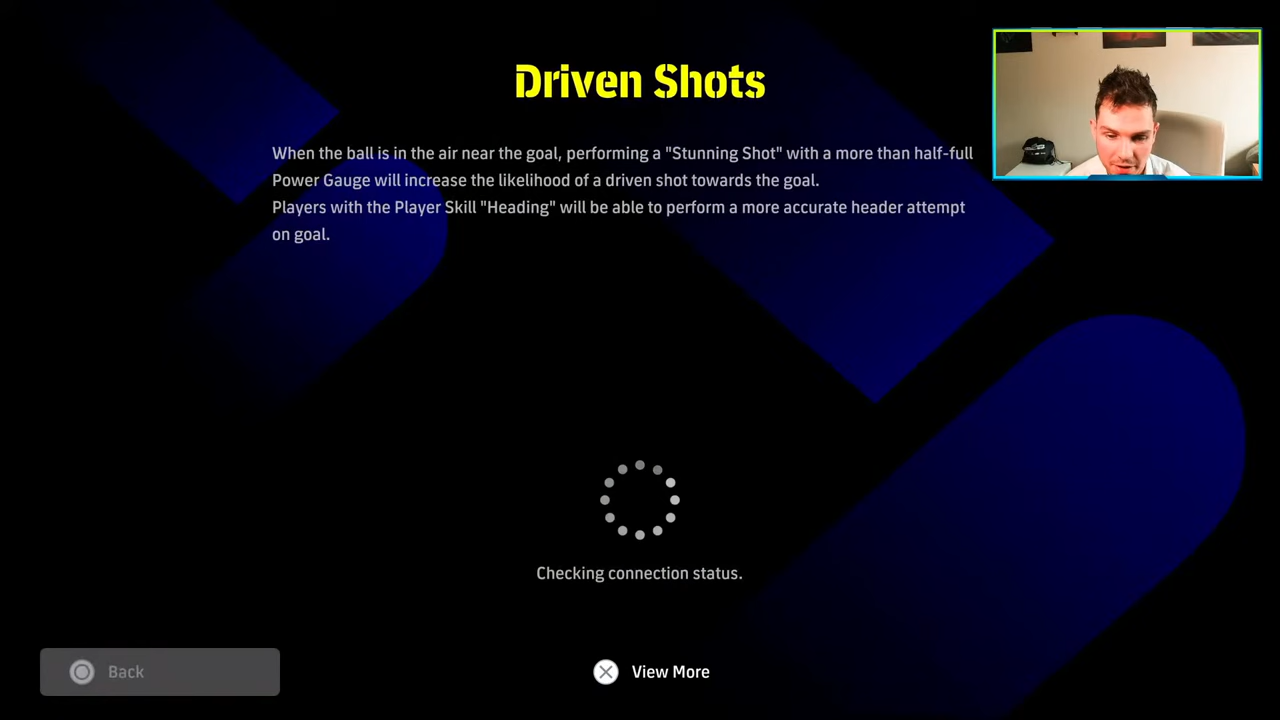 Driven Shots
When the ball is in the air near the goal, performing a "Stunning Shot" with a more than half-full
Power Gauge will increase the likelihood of a driven shot towards the goal.
Players with the Player Skill "Heading" will be able to perform a more accurate header attempt
on goal.
Checking connection status.
Back
View More